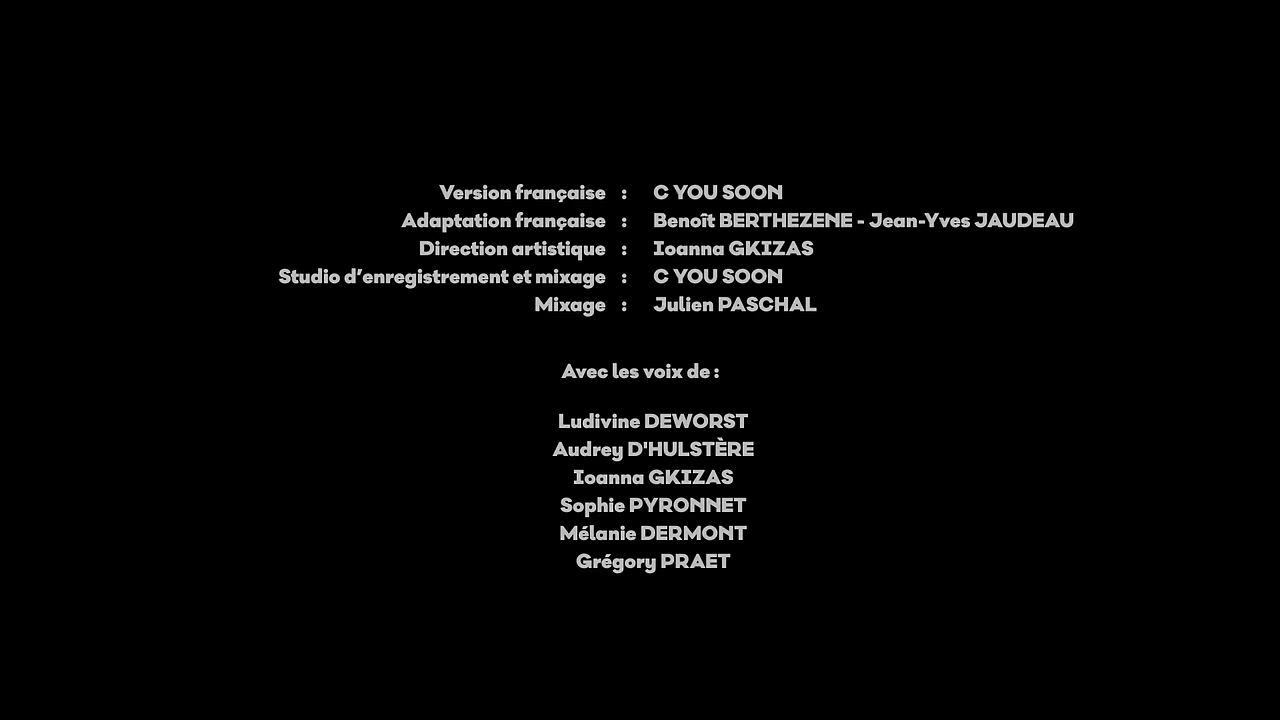 Version française : C YOU SOON
Adaptation française : Benoît BERTHEZENE - Jean-Yves JAUDEAU
Direction artistique : Ioanna GKIZAS
Studio d’enregistrement et mixage : C YOU SOON
Mixage : Julien PASCHAL
Avec les voix de :
Ludivine DEWORST
Audrey D'HULSTÈRE
Ioanna GKIZAS
Sophie PYRONNET
Mélanie DERMONT
Grégory PRAET